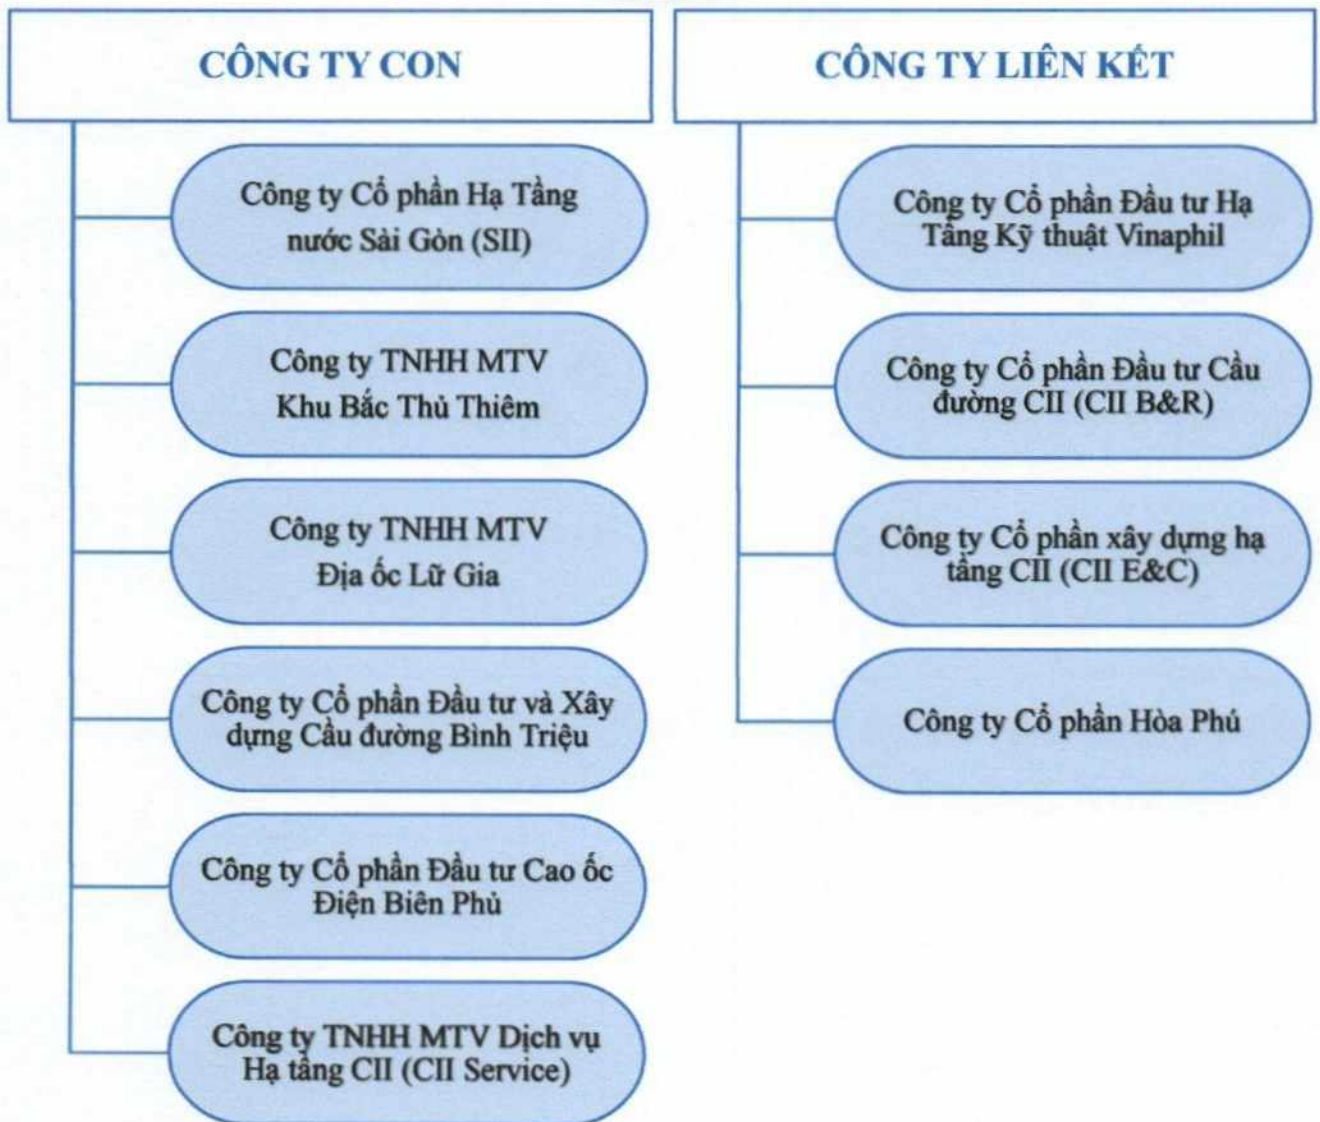 CÔNG TY CON
Công ty Cổ phần Hạ Tầng
nước Sài Gòn (SII)
Công ty TNHH MTV
Khu Bắc Thủ Thiêm
Công ty TNHH MTV
Địa ốc Lữ Gia
Công ty Cổ phần Đầu tư và Xây
dựng Cầu đường Bình Triệu
Công ty Cổ phần Đầu tư Cao ốc
Điện Biên Phủ
Công ty TNHH MTV Dịch vụ
Hạ tầng CII (CII Service)
CÔNG TY LIÊN KẾT
Công ty Cổ phần Đầu tư Hạ
Tầng Kỹ thuật Vinaphil
Công ty Cổ phần Đầu tư Cầu
đường CII (CII B&R)
Công ty Cổ phần xây dựng hạ
tầng CII (CII E&C)
Công ty Cổ phần Hòa Phú